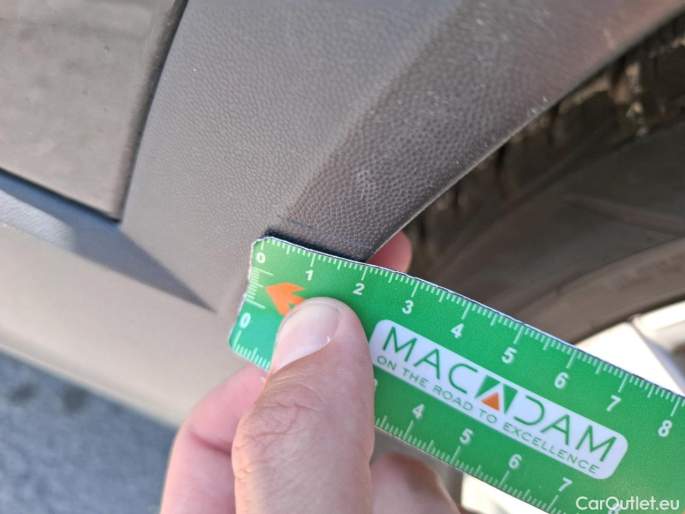 0 1 2 3 4 5 6 7 8
0
MACADAM
ON THE ROAD TO EXCELLENCE
4 5 6 7 8
CarOutlet.eu